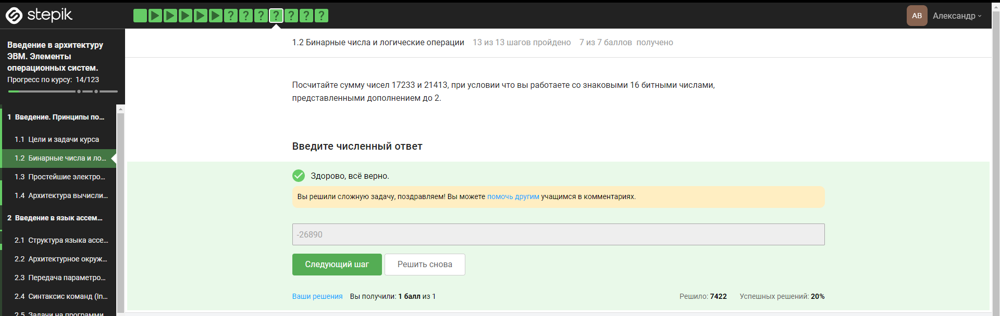 stepik
? ? ? ? ? ? ?
АВ
Александр
Введение в архитектуру
ЭВМ. Элементы
операционных систем.
Прогресс по курсу: 14/123
1 Введение. Принципы по...
1.1 Цели и задачи курса
1.2 Бинарные числа и ло...
1.3 Простейшие электро...
1.4 Архитектура вычисли...
2 Введение в язык ассем...
2.1 Структура языка ассе...
2.2 Архитектурное окруж...
2.3 Передача параметро...
2.4 Синтаксис команд (In...
2.5 Задачи на программи...
1.2 Бинарные числа и логические операции 13 из 13 шагов пройдено 7 из 7 баллов получено
Посчитайте сумму чисел 17233 и 21413, при условии что вы работаете со знаковыми 16 битными числами,
представленными дополнением до 2.
Введите численный ответ
Здорово, всё верно.
Вы решили сложную задачу, поздравляем! Вы можете помочь другим учащимся в комментариях.
-26890
Следующий шаг
Решить снова
Ваши решения Вы получили: 1 балл из 1
Решило: 7422 Успешных решений: 20%